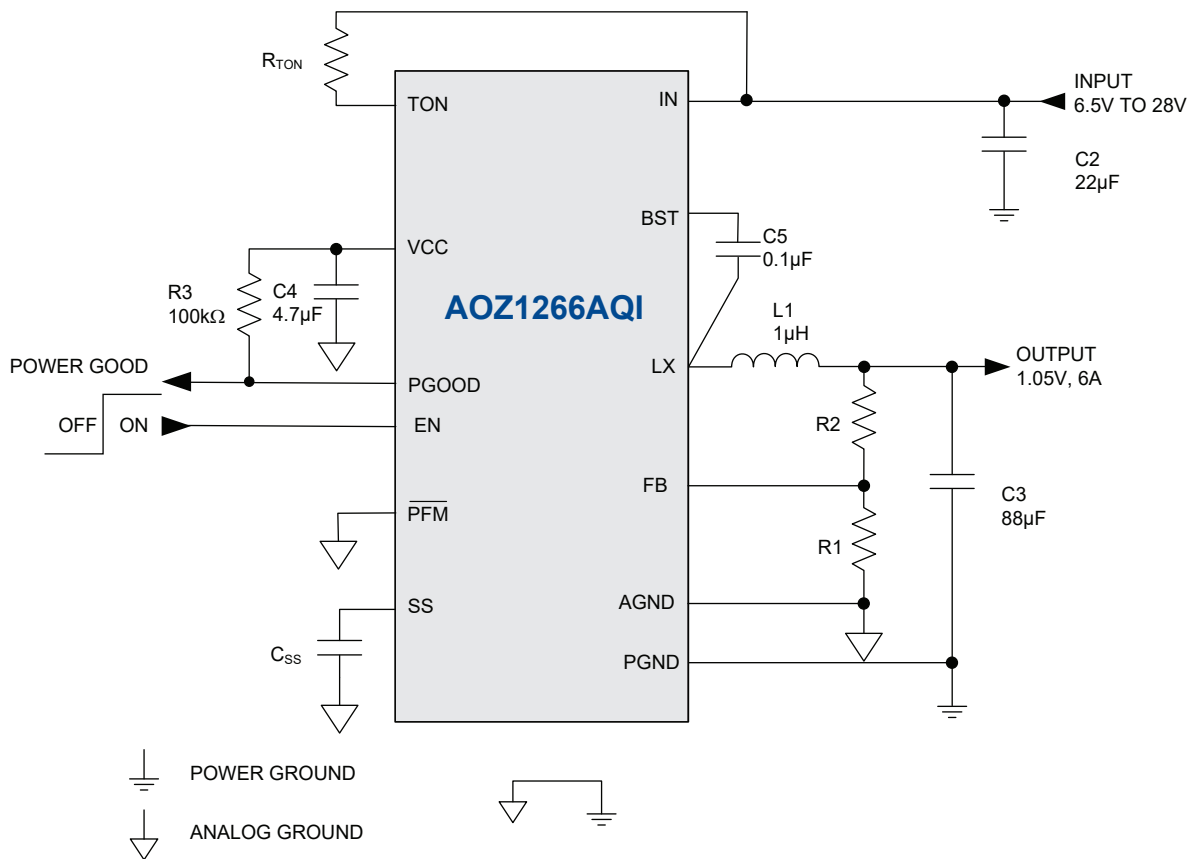 R_TON
TON
IN
INPUT
6.5V TO 28V
C2
22µF
BST
C5
0.1µF
VCC
R3
100kΩ
C4
4.7µF
AOZ1266AQI
L1
1µH
LX
OUTPUT
1.05V, 6A
POWER GOOD
PGOOD
OFF
ON
EN
R2
FB
C3
88µF
PFM
R1
SS
AGND
C_SS
PGND
POWER GROUND
ANALOG GROUND